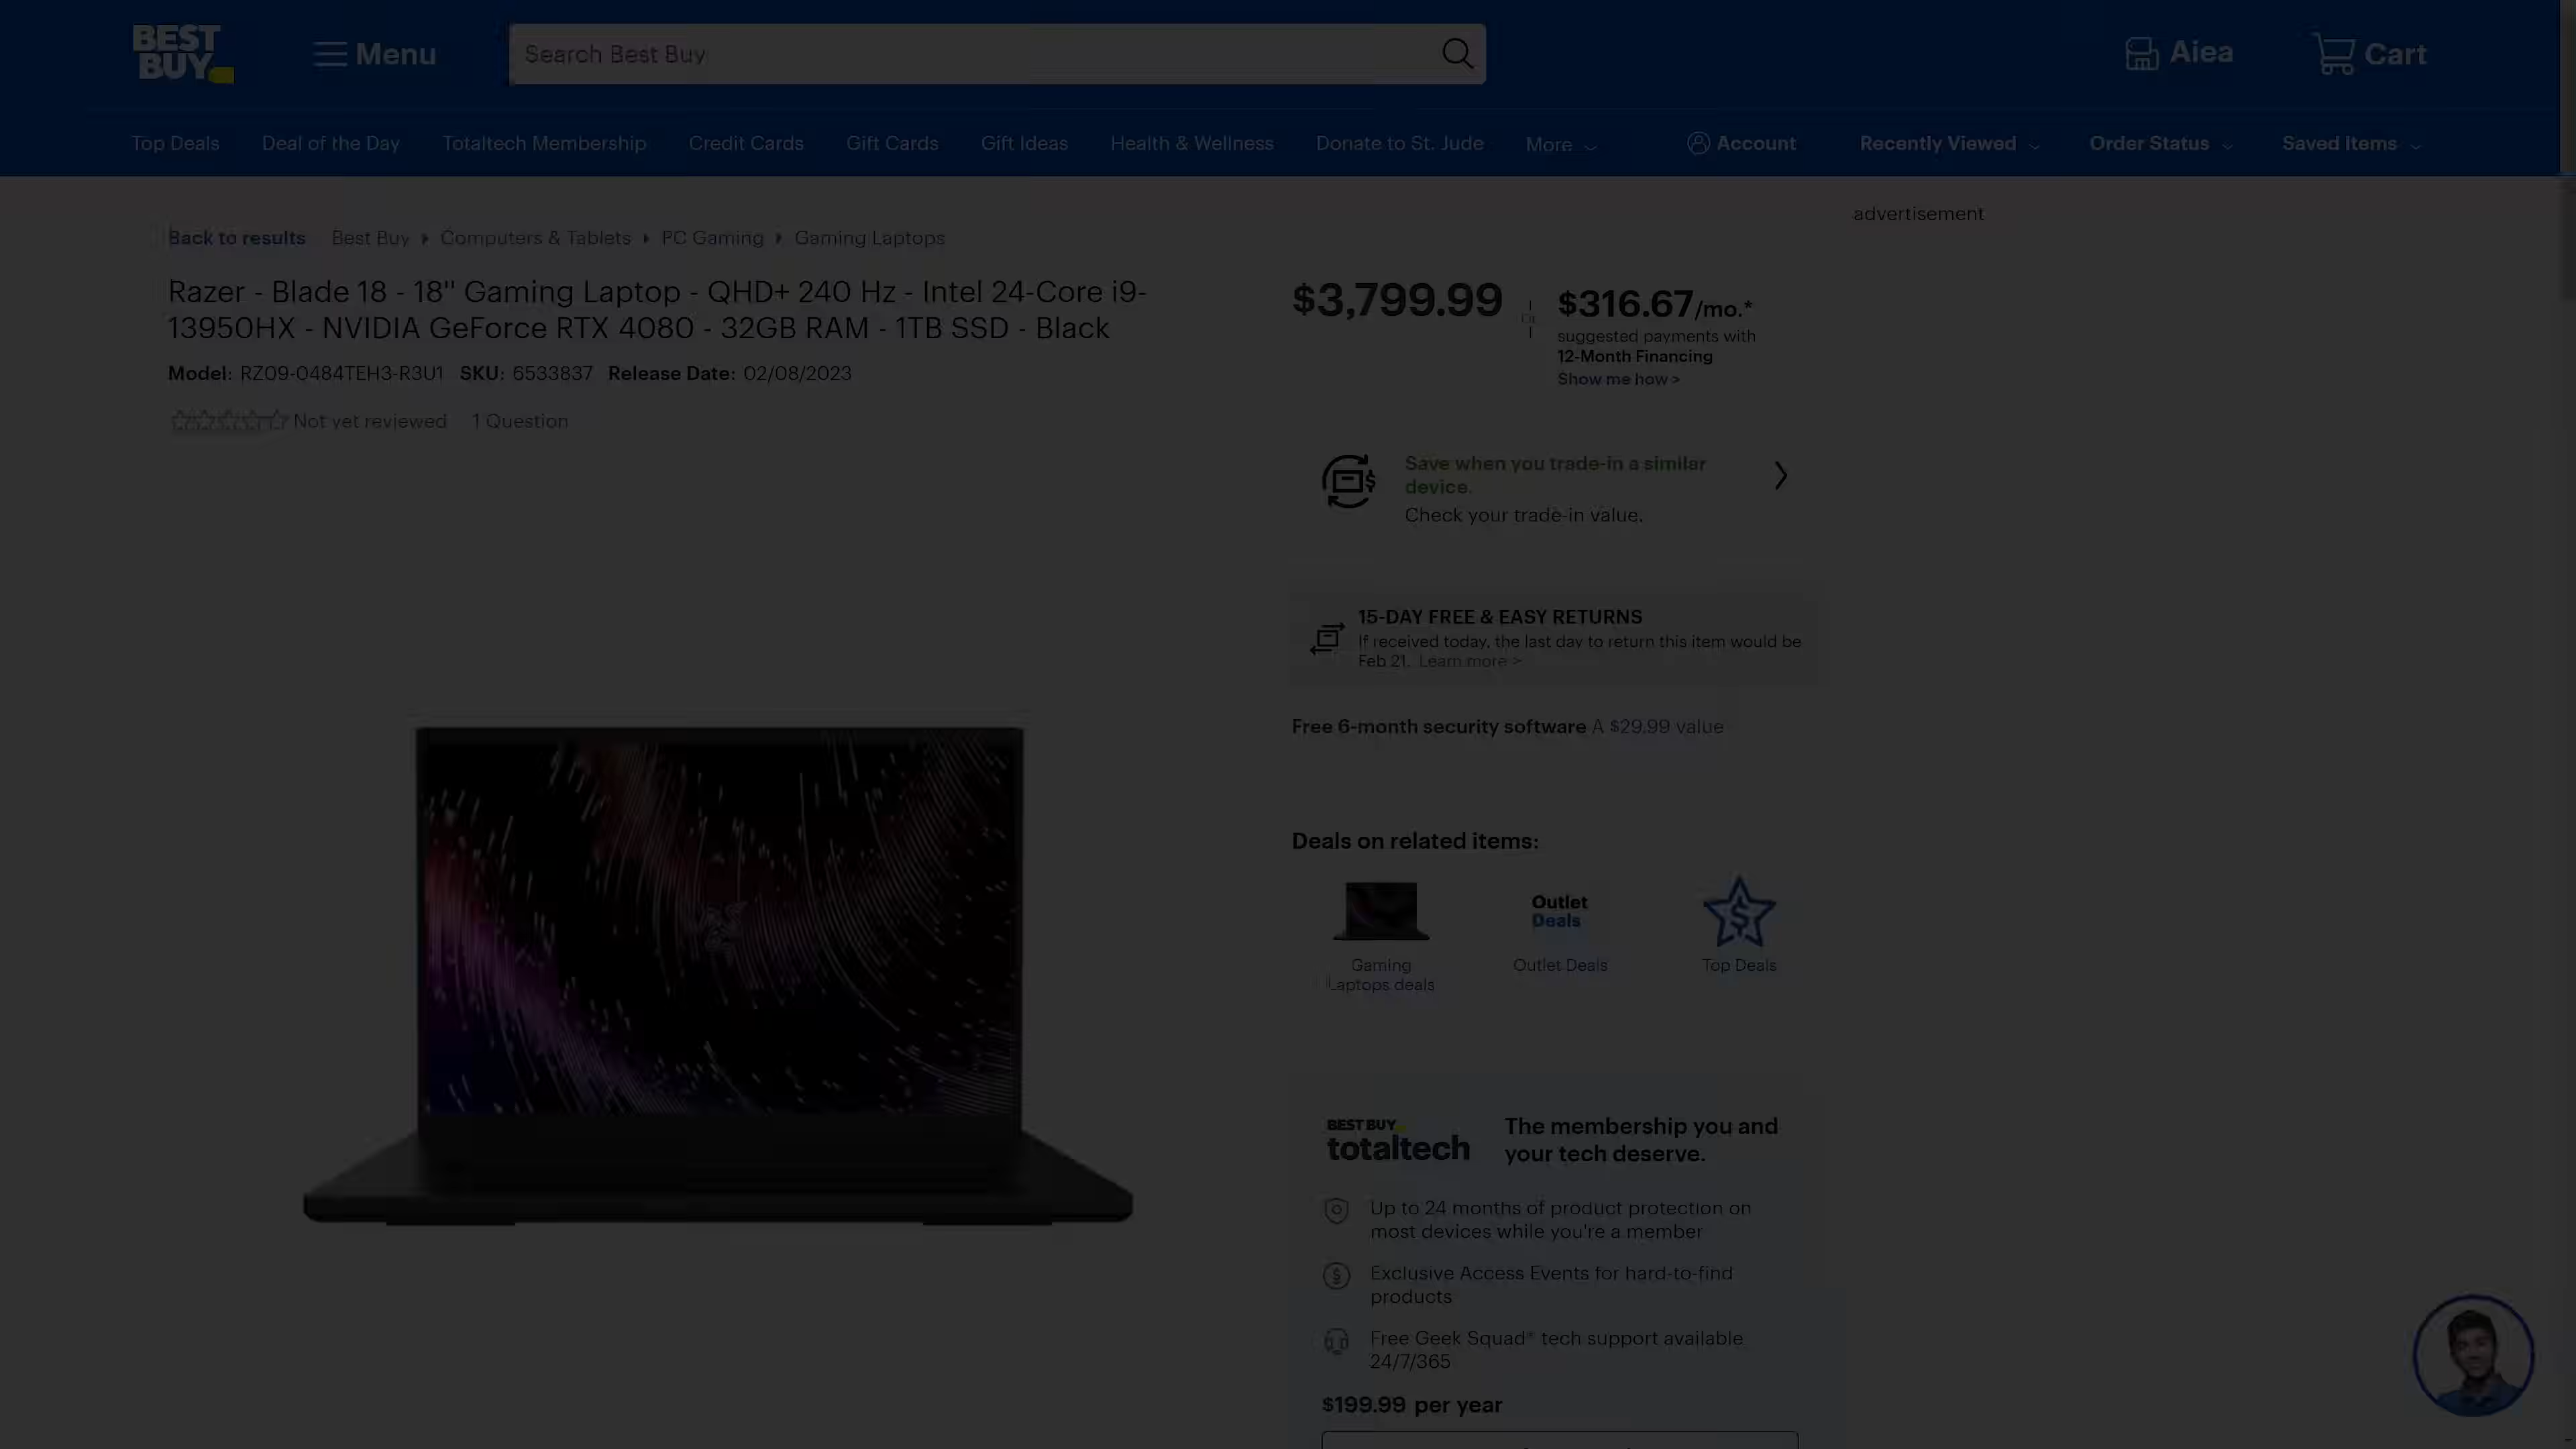 BEST
BUY
Menu
Search Best Buy
Aiea
Cart
Top Deals
Deal of the Day
Totaltech Membership
Credit Cards
Gift Cards
Gift Ideas
Health & Wellness
Donate to St. Jude
More
Account
Recently Viewed
Order Status
Saved Items
advertisement
Back to results
Best Buy
Computers & Tablets
PC Gaming
Gaming Laptops
Razer - Blade 18 - 18" Gaming Laptop - QHD+ 240 Hz - Intel 24-Core i9-
13950HX - NVIDIA GeForce RTX 4080 - 32GB RAM - 1TB SSD - Black
Model: RZ09-0484TEH3-R3U1 SKU: 6533837 Release Date: 02/08/2023
Not yet reviewed
1 Question
$3,799.99
Or
$316.67/mo.*
suggested payments with
12-Month Financing
Show me how >
Save when you trade-in a similar
device.
Check your trade-in value.
15-DAY FREE & EASY RETURNS
If received today, the last day to return this item would be
Feb 21. Learn more >
Free 6-month security software A $29.99 value
Deals on related items:
Gaming
Laptops deals
Outlet
Deals
Outlet Deals
Top Deals
BEST BUY
totaltech
The membership you and
your tech deserve.
Up to 24 months of product protection on
most devices while you're a member
Exclusive Access Events for hard-to-find
products
Free Geek Squad® tech support available
24/7/365
$199.99 per year